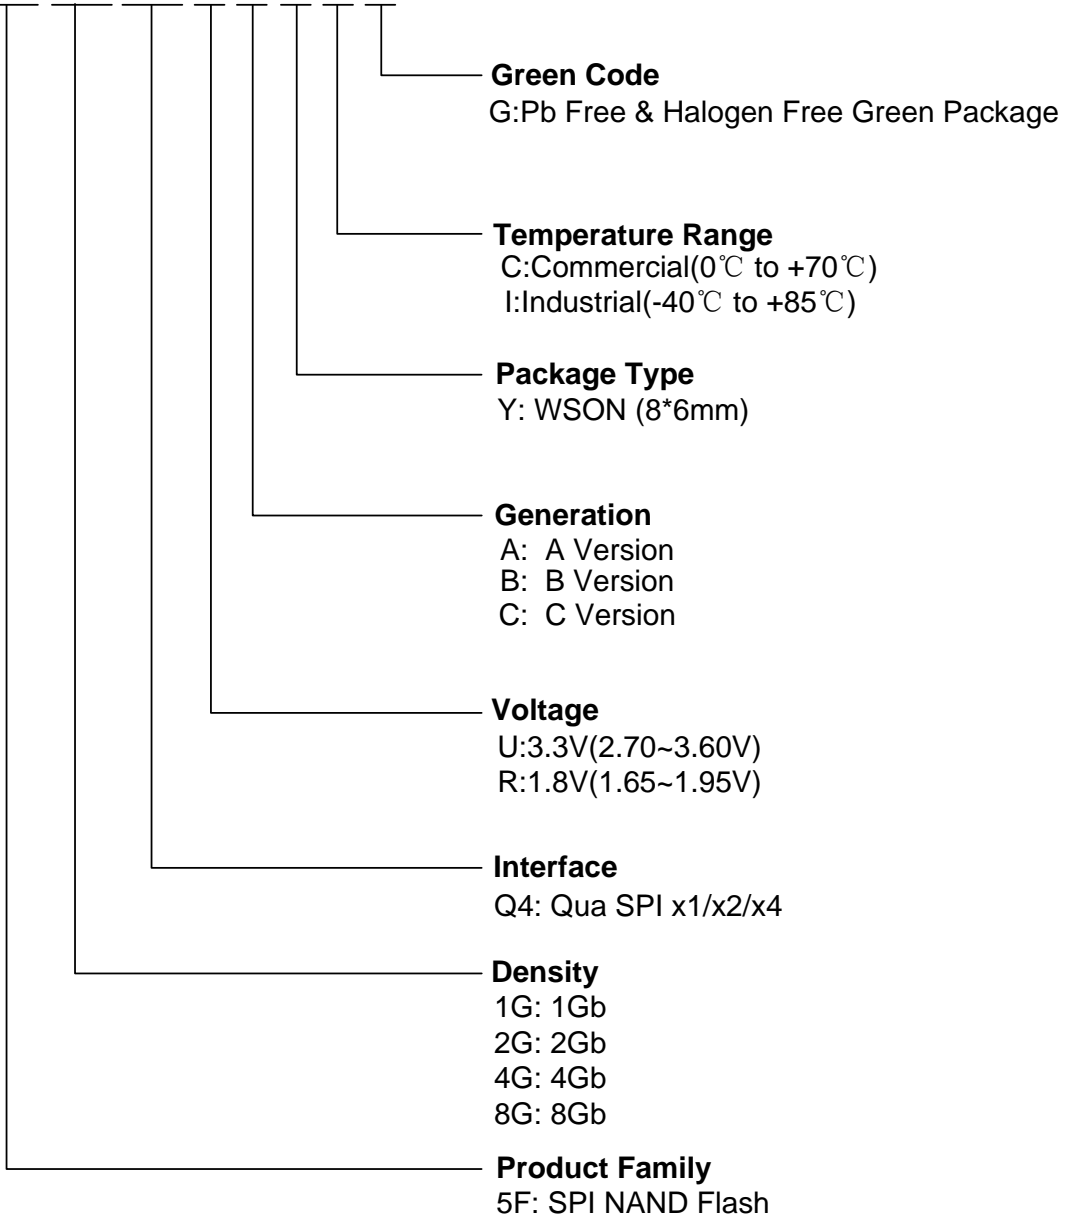 Green Code
G:Pb Free & Halogen Free Green Package
Temperature Range
C:Commercial(0℃ to +70℃)
I:Industrial(-40℃ to +85℃)
Package Type
Y: WSON (8*6mm)
Generation
A: A Version
B: B Version
C: C Version
Voltage
U:3.3V(2.70~3.60V)
R:1.8V(1.65~1.95V)
Interface
Q4: Qua SPI x1/x2/x4
Density
1G: 1Gb
2G: 2Gb
4G: 4Gb
8G: 8Gb
Product Family
5F: SPI NAND Flash